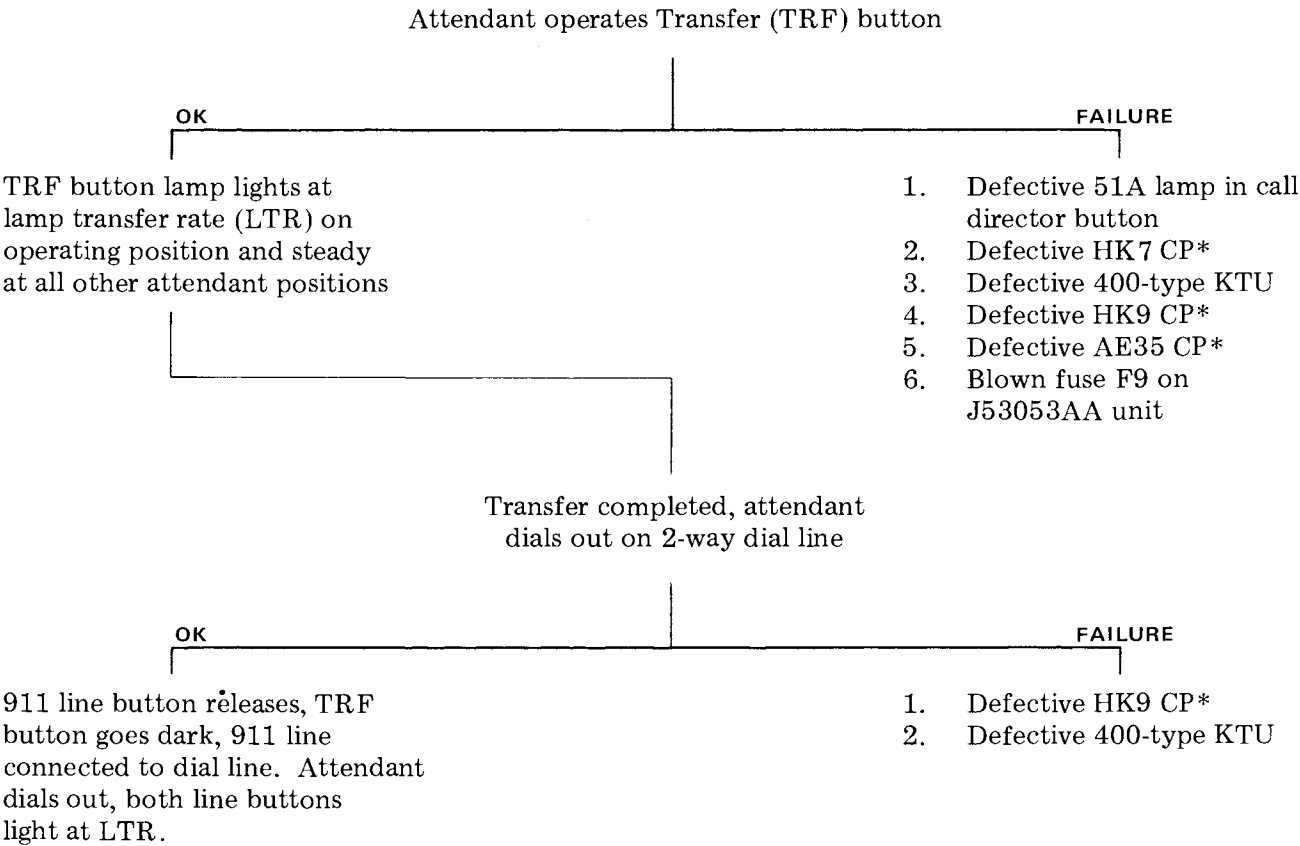 Attendant operates Transfer (TRF) button
OK
FAILURE
TRF button lamp lights at
lamp transfer rate (LTR) on
operating position and steady
at all other attendant positions
1. Defective 51A lamp in call
director button
2. Defective HK7 CP*
3. Defective 400-type KTU
4. Defective HK9 CP*
5. Defective AE35 CP*
6. Blown fuse F9 on
J53053AA unit
Transfer completed, attendant
dials out on 2-way dial line
OK
FAILURE
911 line button releases, TRF
button goes dark, 911 line
connected to dial line. Attendant
dials out, both line buttons
light at LTR.
1. Defective HK9 CP*
2. Defective 400-type KTU